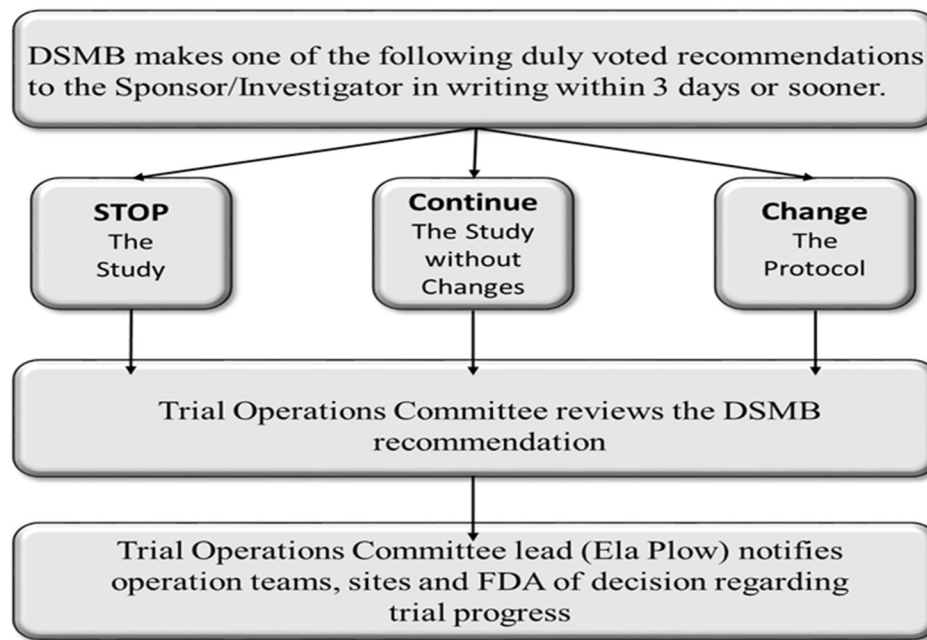 DSMB makes one of the following duly voted recommendations
to the Sponsor/Investigator in writing within 3 days or sooner.
STOP
The
Study
Continue
The Study
without
Changes
Change
The
Protocol
Trial Operations Committee reviews the DSMB
recommendation
Trial Operations Committee lead (Ela Plow) notifies
operation teams, sites and FDA of decision regarding
trial progress